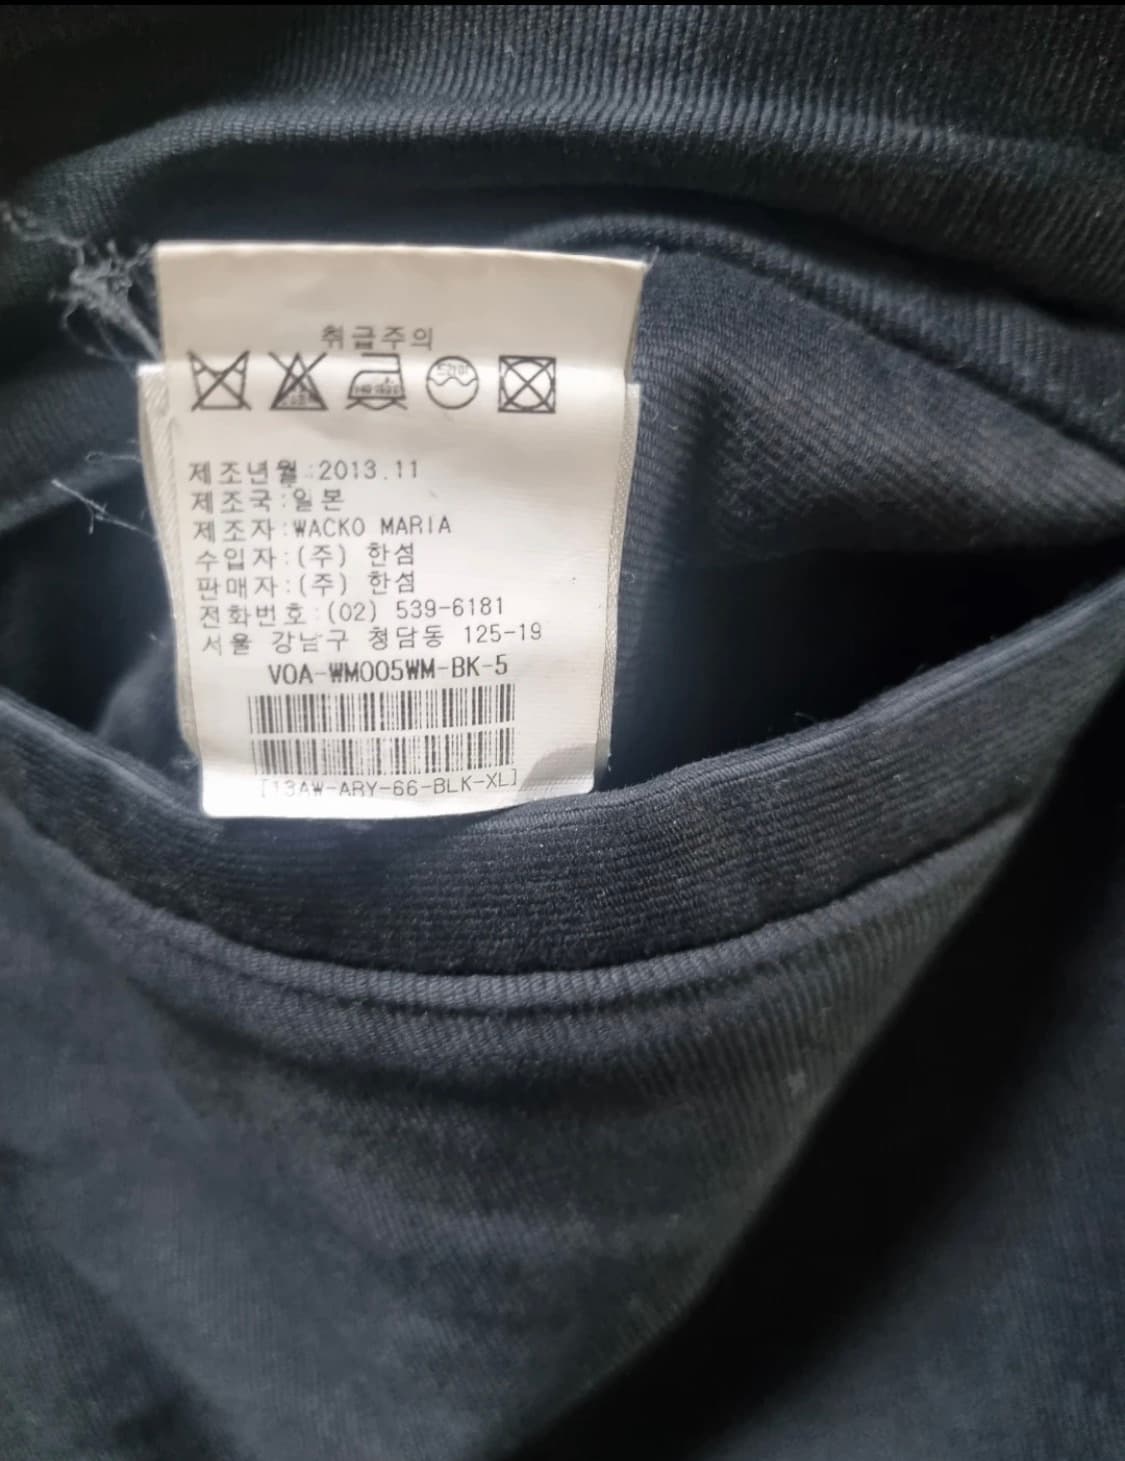 취급주의
드라이
제조년월:2013.11
제조국:일본
제조자:WACKO MARIA
수입자:(주) 한섬
판매자:(주) 한섬
전화번호:(02) 539-6181
서울 강남구 청담동 125-19
VOA-WM005WM-BK-5
[13AW-ARY-66-BLK-XL]